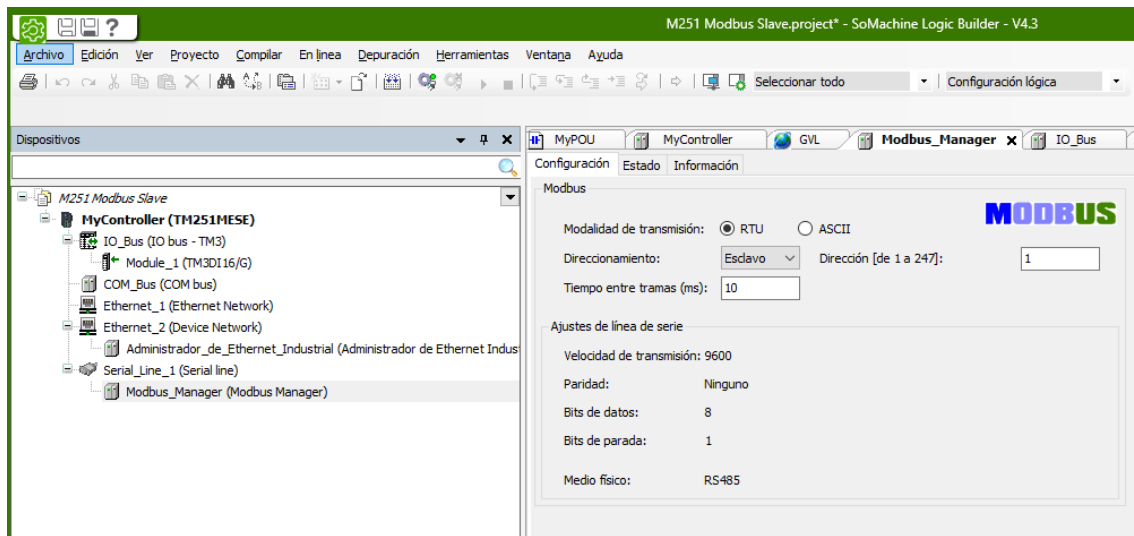 M251 Modbus Slave.project* - SoMachine Logic Builder - V4.3
Archivo Edición Ver Proyecto Compilar En línea Depuración Herramientas Ventana Ayuda
Seleccionar todo Configuración lógica
Dispositivos
MyPOU MyController GVL Modbus_Manager IO_Bus
Configuración Estado Información
M251 Modbus Slave
MyController (TM251MESE)
IO_Bus (IO bus - TM3)
Module_1 (TM3DI16/G)
COM_Bus (COM bus)
Ethernet_1 (Ethernet Network)
Ethernet_2 (Device Network)
Administrador_de_Ethernet_Industrial (Administrador de Ethernet Indus
Serial_Line_1 (Serial line)
Modbus_Manager (Modbus Manager)
Modbus
MODBUS
Modalidad de transmisión: RTU ASCII
Direccionamiento: Esclavo Dirección [de 1 a 247]: 1
Tiempo entre tramas (ms): 10
Ajustes de línea de serie
Velocidad de transmisión: 9600
Paridad: Ninguno
Bits de datos: 8
Bits de parada: 1
Medio físico: RS485